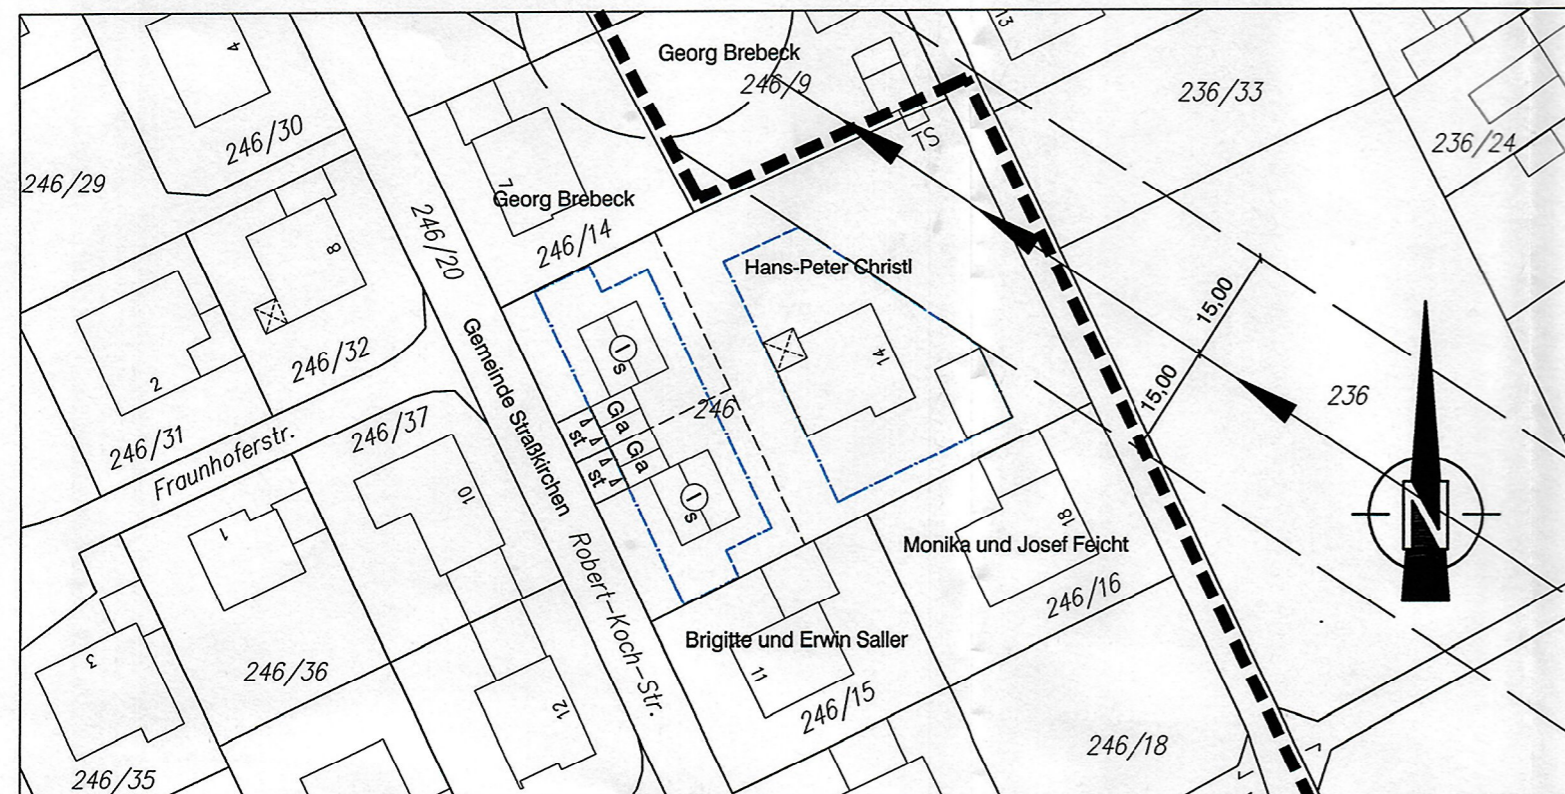 4
246/30
246/29
Georg Brebeck
246/9
13
236/33
236/24
TS
7
Georg Brebeck
246/14
246/20
8
246/32
2
246/31
Fraunhoferstr.
246/37
Gemeinde Straßkirchen
Robert-Koch-Str.
Hans-Peter Christl
14
246
I
s
Ga
Ga
st
st
I
s
15,00
15,00
236
N
10
1
18
Monika und Josef Feicht
246/16
Brigitte und Erwin Saller
11
246/15
3
246/36
12
246/35
246/18